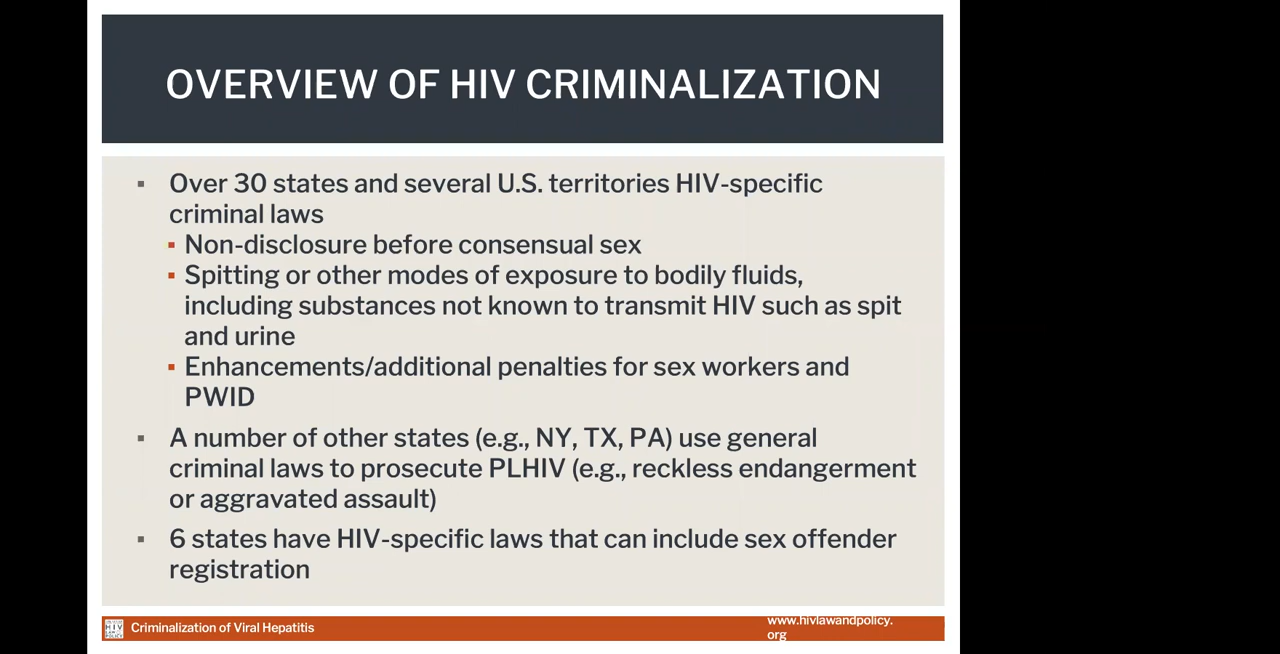 OVERVIEW OF HIV CRIMINALIZATION
▪ Over 30 states and several U.S. territories HIV-specific
criminal laws
▪ Non-disclosure before consensual sex
▪ Spitting or other modes of exposure to bodily fluids,
including substances not known to transmit HIV such as spit
and urine
▪ Enhancements/additional penalties for sex workers and
PWID
▪ A number of other states (e.g., NY, TX, PA) use general
criminal laws to prosecute PLHIV (e.g., reckless endangerment
or aggravated assault)
▪ 6 states have HIV-specific laws that can include sex offender
registration
HIV
Criminalization of Viral Hepatitis
www.hivlawandpolicy.
org